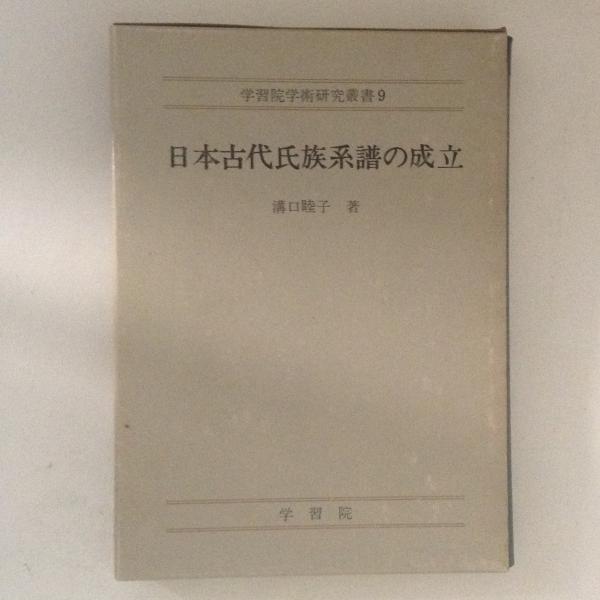 学習院学術研究叢書9
日本古代氏族系譜の成立
溝口睦子 著
学習院